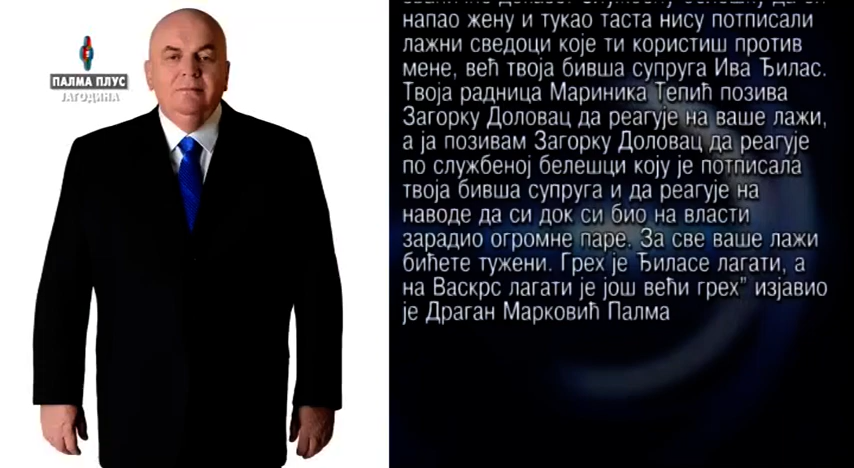 ПАЛМА ПЛУС
ЈАГОДИНА
напао жену и тукао таста нису потписали
лажни сведоци које ти користиш против
мене, већ твоја бивша супруга Ива Ђилас.
Твоја радница Мариника Тепић позива
Загорку Доловац да реагује на ваше лажи,
а ја позивам Загорку Доловац да реагује
по службеној белешци коју је потписала
твоја бивша супруга и да реагује на
наводе да си док си био на власти
зарадио огромне паре. За све ваше лажи
бићете тужени. Грех је Ђиласе лагати, а
на Васкрс лагати је још већи грех” изјавио
је Драган Марковић Палма